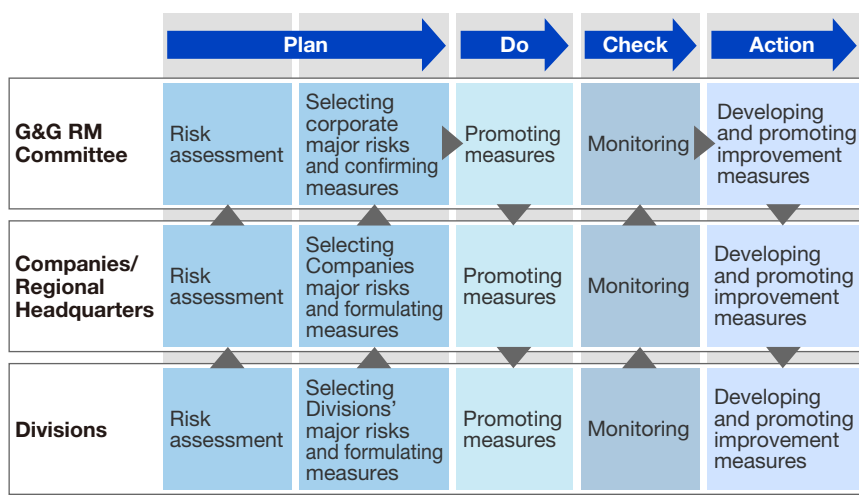 Plan
Do
Check
Action
G&G RM
Committee
Risk
assessment
Selecting
corporate
major risks
and confirming
measures
Promoting
measures
Monitoring
Developing
and promoting
improvement
measures
Companies/
Regional
Headquarters
Risk
assessment
Selecting
Companies
major risks
and formulating
measures
Promoting
measures
Monitoring
Developing
and promoting
improvement
measures
Divisions
Risk
assessment
Selecting
Divisions’
major risks
and formulating
measures
Promoting
measures
Monitoring
Developing
and promoting
improvement
measures